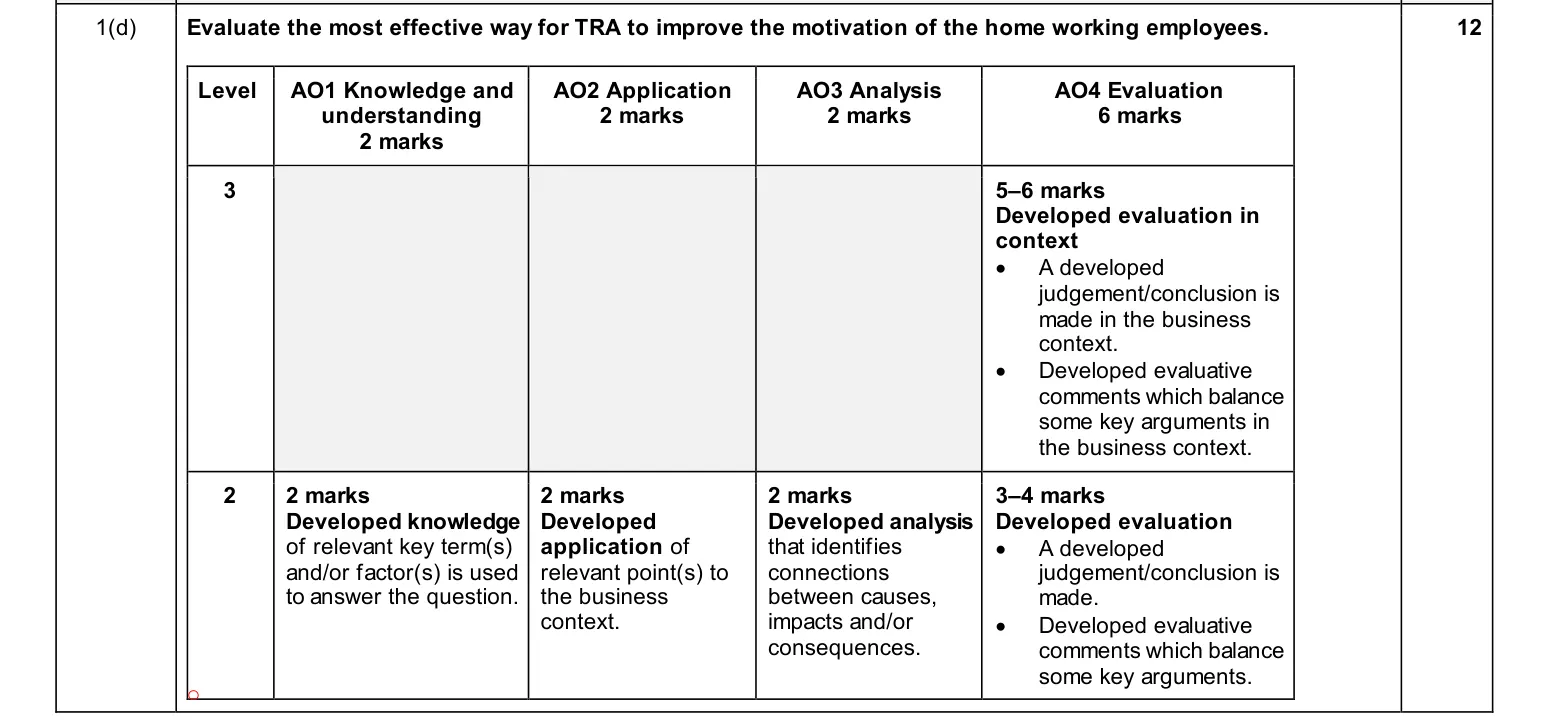 1(d)
Evaluate the most effective way for TRA to improve the motivation of the home working employees.
12
Level
AO1 Knowledge and
understanding
2 marks
AO2 Application
2 marks
AO3 Analysis
2 marks
AO4 Evaluation
6 marks
3
5–6 marks
Developed evaluation in
context
• A developed
judgement/conclusion is
made in the business
context.
• Developed evaluative
comments which balance
some key arguments in
the business context.
2
2 marks
Developed knowledge
of relevant key term(s)
and/or factor(s) is used
to answer the question.
2 marks
Developed
application of
relevant point(s) to
the business
context.
2 marks
Developed analysis
that identifies
connections
between causes,
impacts and/or
consequences.
3–4 marks
Developed evaluation
• A developed
judgement/conclusion is
made.
• Developed evaluative
comments which balance
some key arguments.